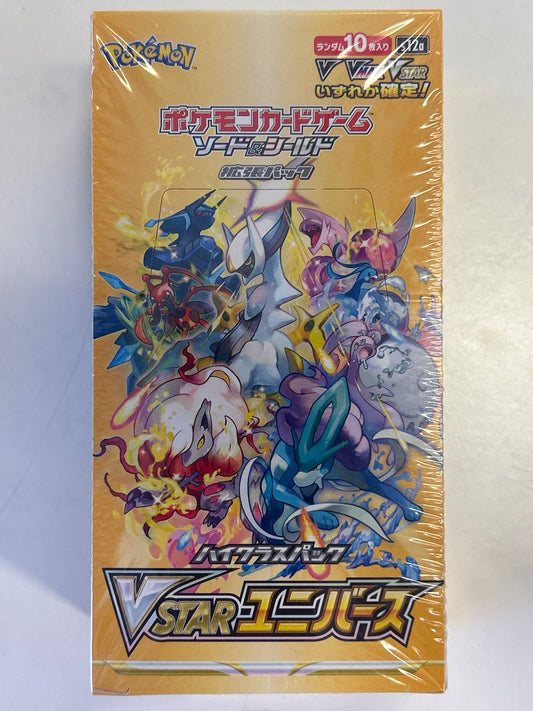 Pokémon™
ランダム10枚入り s12a
V VMAX VSTAR
いずれか確定!
ポケモンカードゲーム
ソード&シールド
拡張パック
ハイクラスパック
VSTARユニバース